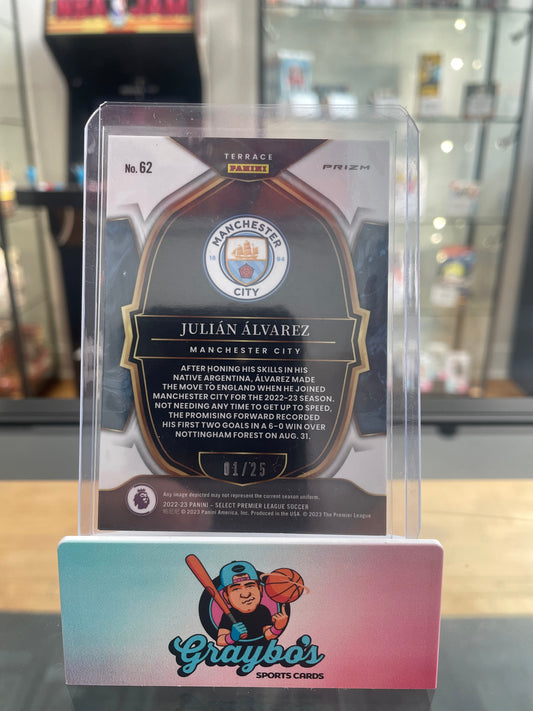 NBA JAM
TERRACE
PANINI
No. 62
PRIZM
MANCHESTER
18 94
CITY
JULIÁN ÁLVAREZ
MANCHESTER CITY
AFTER HONING HIS SKILLS IN HIS
NATIVE ARGENTINA, ÁLVAREZ MADE
THE MOVE TO ENGLAND WHEN HE JOINED
MANCHESTER CITY FOR THE 2022-23 SEASON.
NOT NEEDING ANY TIME TO GET UP TO SPEED,
THE PROMISING FORWARD RECORDED
HIS FIRST TWO GOALS IN A 6-0 WIN OVER
NOTTINGHAM FOREST ON AUG. 31.
01/25
Any image depicted may not represent the current season uniform.
2022-23 PANINI - SELECT PREMIER LEAGUE SOCCER
© 2023 Panini America, Inc. Produced in the USA. © 2023 The Premier League
Graybo's
SPORTS CARDS